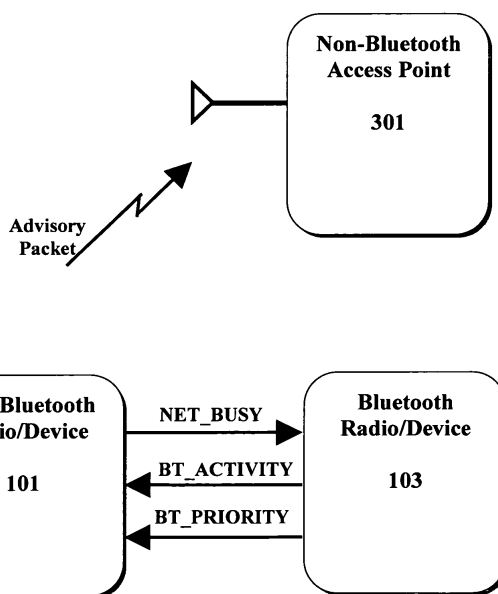 Non-Bluetooth
Access Point
301
Advisory
Packet
Bluetooth
io/Device
101
NET_BUSY
BT_ACTIVITY
BT_PRIORITY
Bluetooth
Radio/Device
103